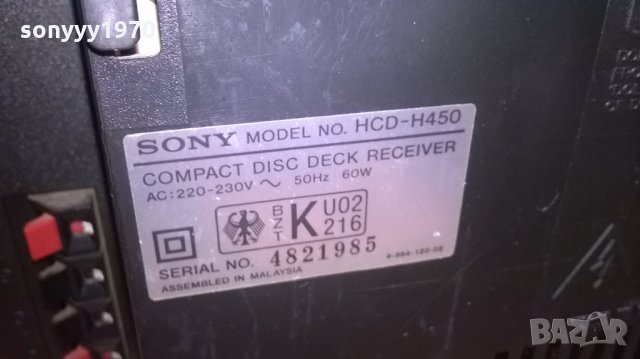 sonyyy1970
SONY MODEL NO. HCD-H450
COMPACT DISC DECK RECEIVER
AC: 220-230V ~ 50Hz 60W
BZT K U02 216
SERIAL NO. 4821985
4-964-120-02
ASSEMBLED IN MALAYSIA
BAZAR